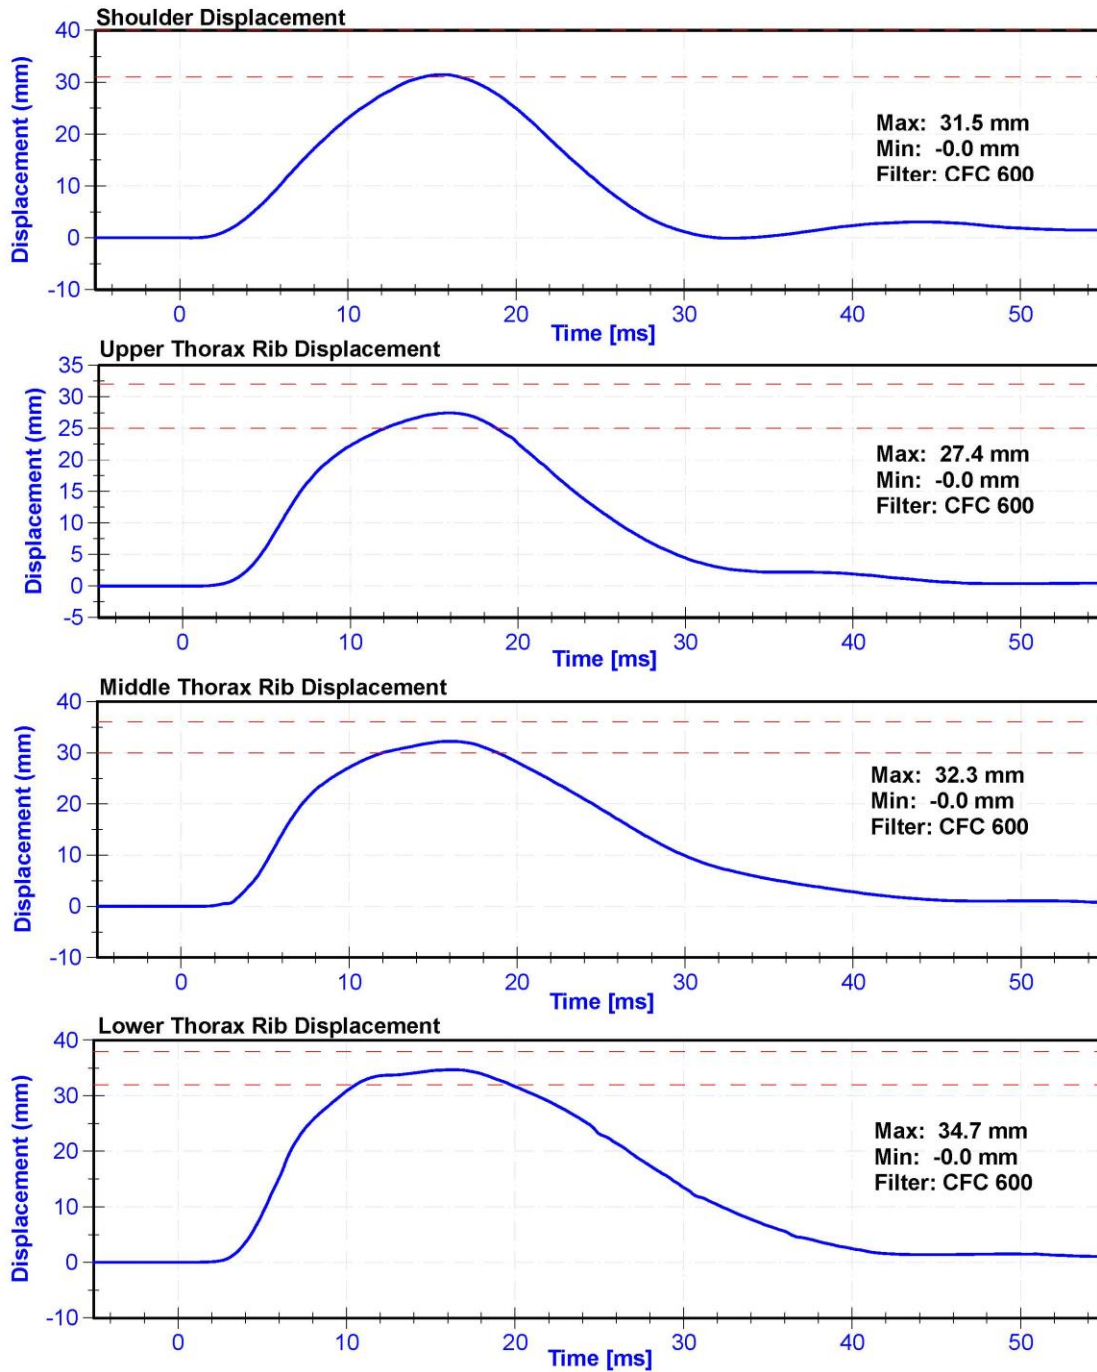 Shoulder Displacement
Displacement (mm)
40
30
20
10
0
-10
Max: 31.5 mm
Min: -0.0 mm
Filter: CFC 600
0 10 20 30 40 50
Time [ms]
Upper Thorax Rib Displacement
Displacement (mm)
35
30
25
20
15
10
5
0
-5
Max: 27.4 mm
Min: -0.0 mm
Filter: CFC 600
0 10 20 30 40 50
Time [ms]
Middle Thorax Rib Displacement
Displacement (mm)
40
30
20
10
0
-10
Max: 32.3 mm
Min: -0.0 mm
Filter: CFC 600
0 10 20 30 40 50
Time [ms]
Lower Thorax Rib Displacement
Displacement (mm)
40
30
20
10
0
-10
Max: 34.7 mm
Min: -0.0 mm
Filter: CFC 600
0 10 20 30 40 50
Time [ms]